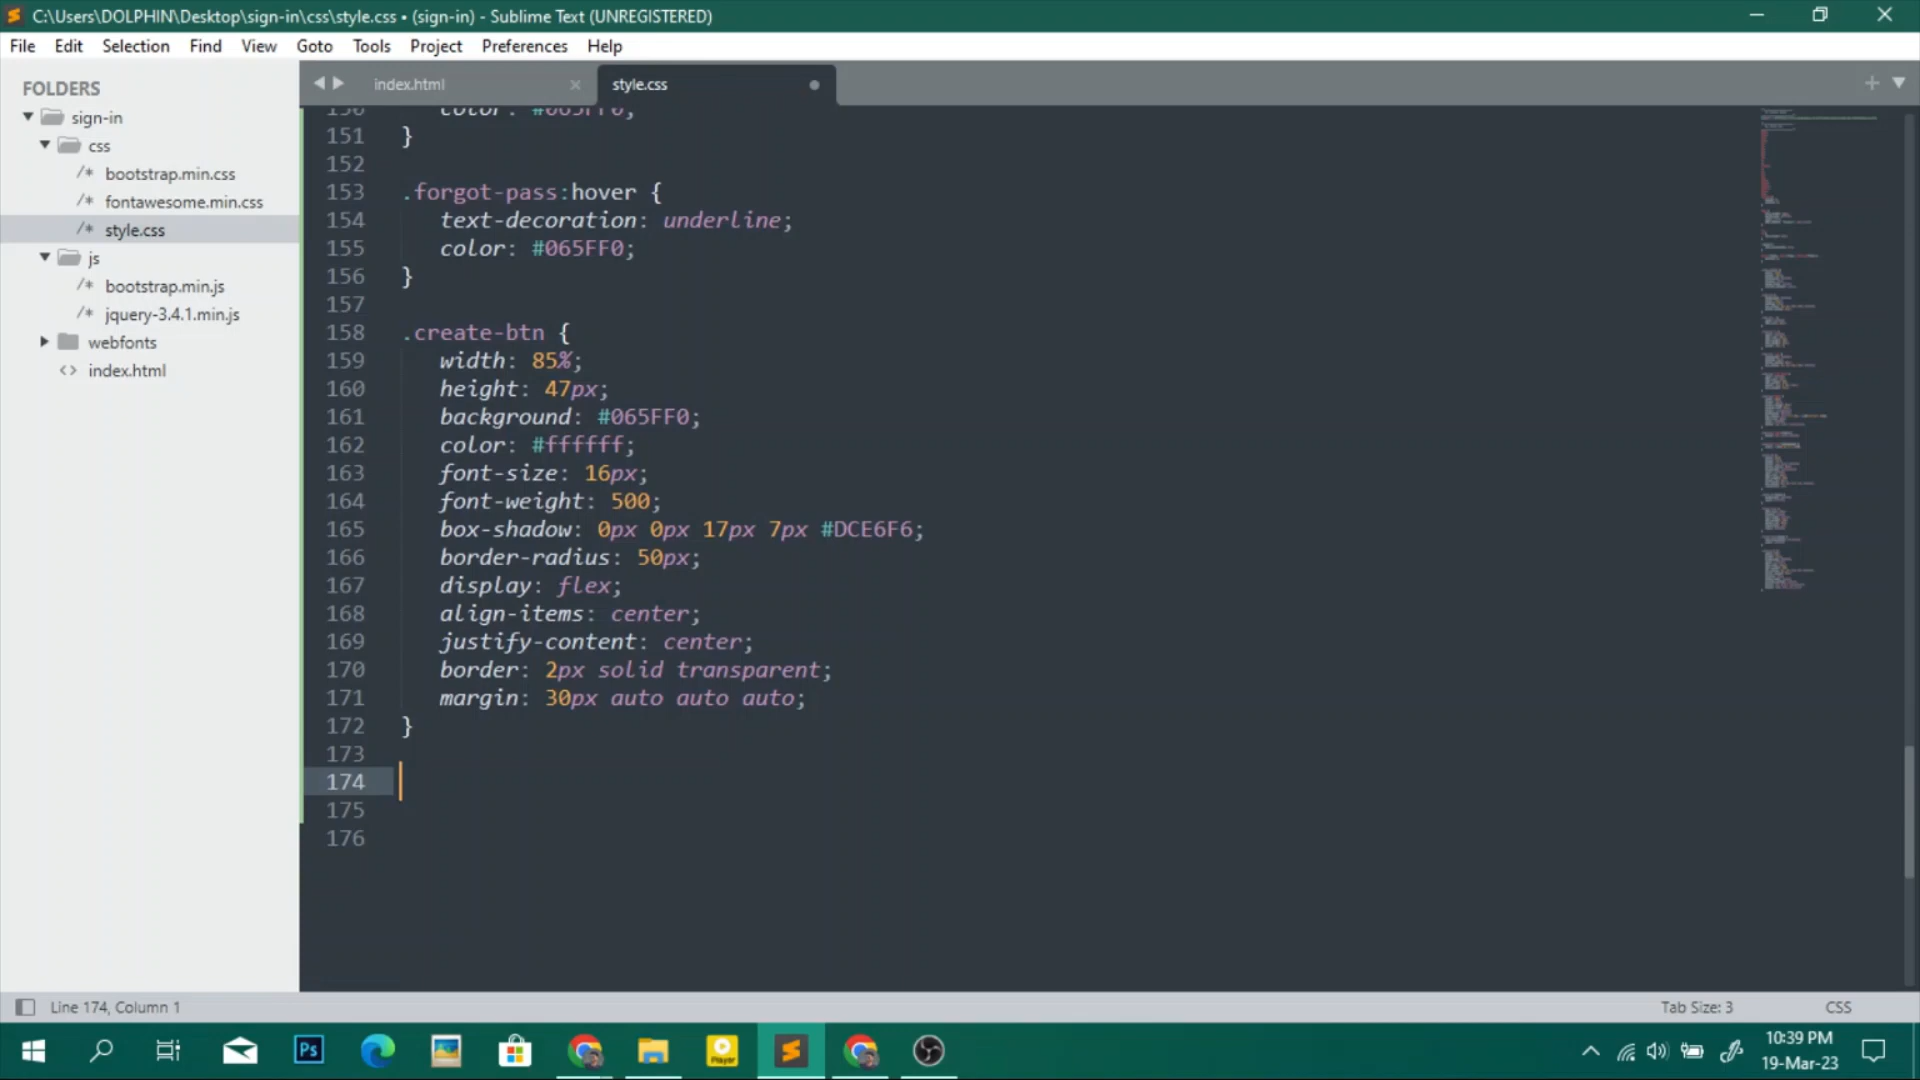 C:\Users\DOLPHIN\Desktop\sign-in\css\style.css • (sign-in) - Sublime Text (UNREGISTERED)
File Edit Selection Find View Goto Tools Project Preferences Help
FOLDERS
sign-in
css
/* bootstrap.min.css
/* fontawesome.min.css
/* style.css
js
/* bootstrap.min.js
/* jquery-3.4.1.min.js
webfonts
<> index.html
index.html
style.css
150 color: #065FF0;
151 }
152
153 .forgot-pass:hover {
154 text-decoration: underline;
155 color: #065FF0;
156 }
157
158 .create-btn {
159 width: 85%;
160 height: 47px;
161 background: #065FF0;
162 color: #ffffff;
163 font-size: 16px;
164 font-weight: 500;
165 box-shadow: 0px 0px 17px 7px #DCE6F6;
166 border-radius: 50px;
167 display: flex;
168 align-items: center;
169 justify-content: center;
170 border: 2px solid transparent;
171 margin: 30px auto auto auto;
172 }
173
174
175
176
Line 174, Column 1
Tab Size: 3
CSS
Ps
Player
10:39 PM
19-Mar-23